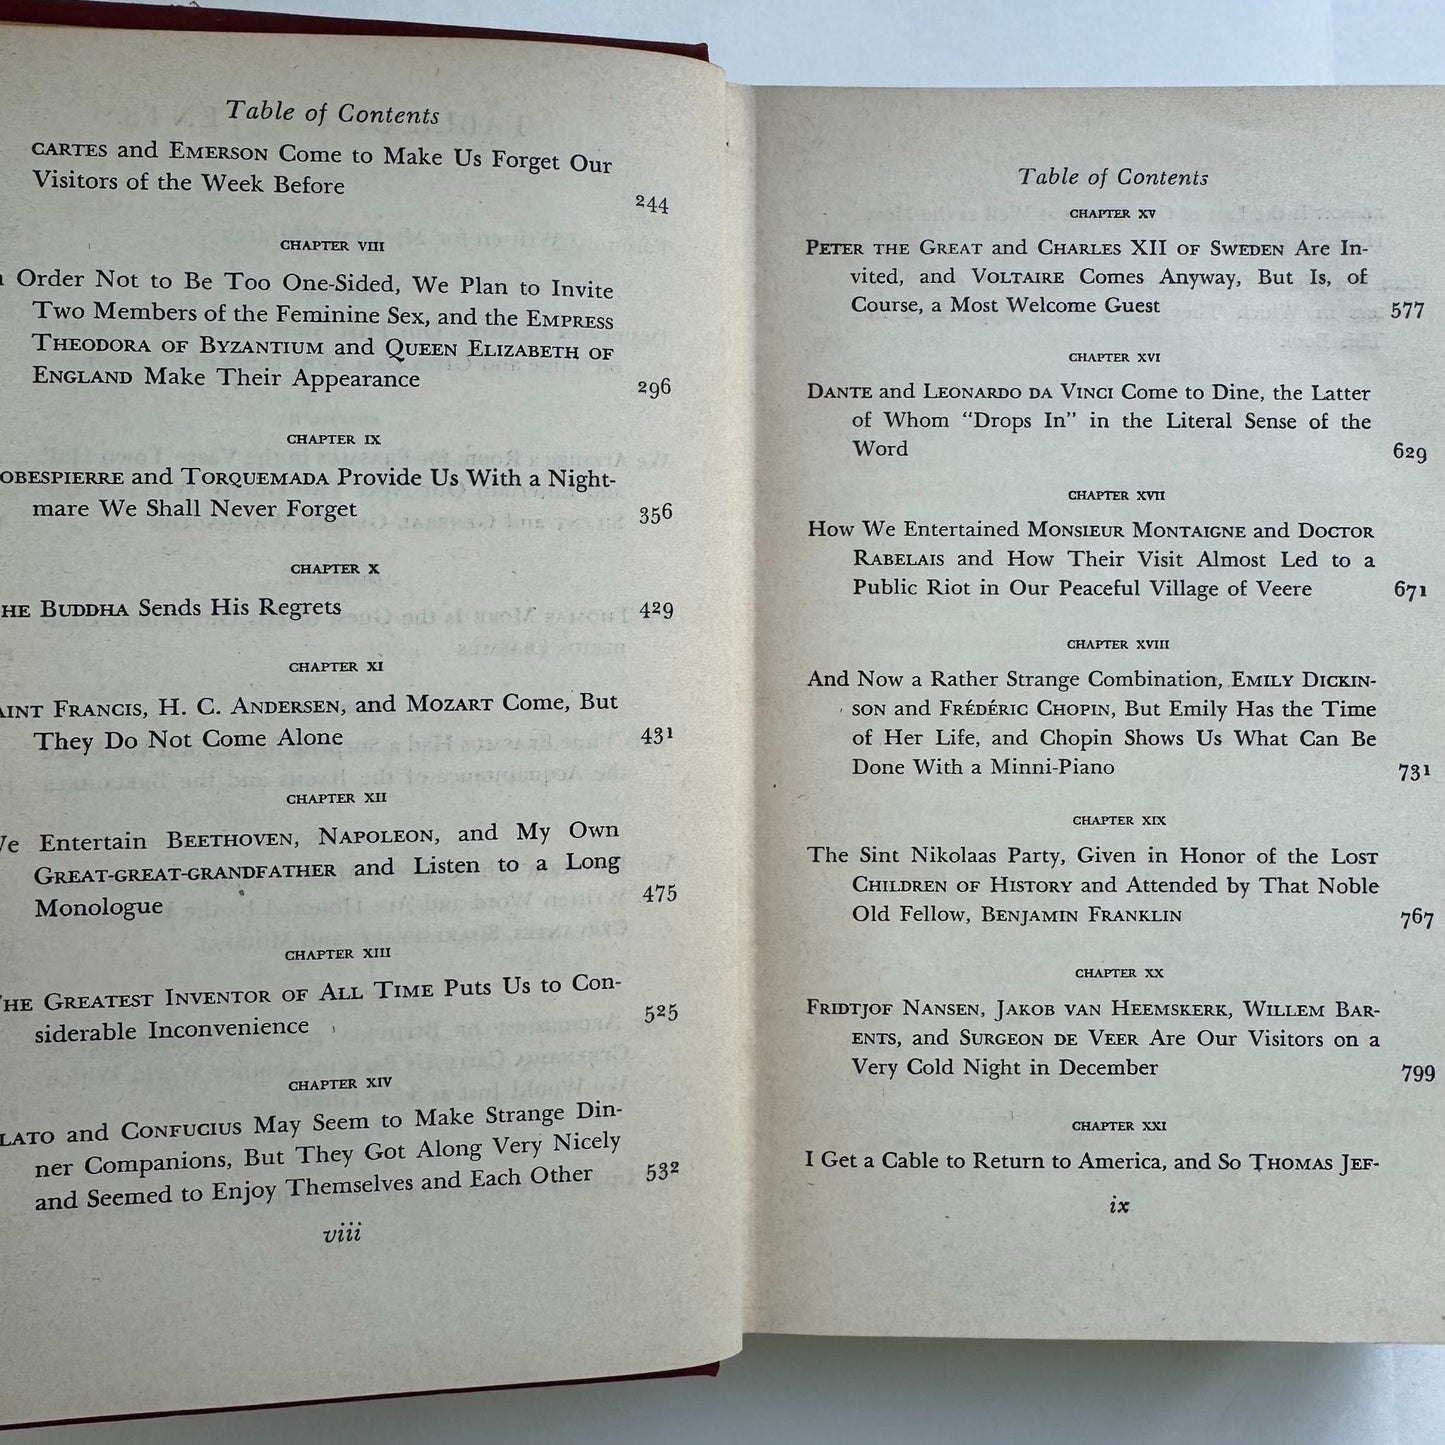 Table of Contents
CARTES and EMERSON Come to Make Us Forget Our
Visitors of the Week Before 244
CHAPTER VIII
Order Not to Be Too One-Sided, We Plan to Invite
Two Members of the Feminine Sex, and the EMPRESS
THEODORA OF BYZANTIUM and QUEEN ELIZABETH OF
ENGLAND Make Their Appearance 296
CHAPTER IX
OBESPIERRE and TORQUEMADA Provide Us With a Night-
mare We Shall Never Forget 356
CHAPTER X
HE BUDDHA Sends His Regrets 429
CHAPTER XI
AINT FRANCIS, H. C. ANDERSEN, and MOZART Come, But
They Do Not Come Alone 431
CHAPTER XII
We Entertain BEETHOVEN, NAPOLEON, and My Own
GREAT-GREAT-GRANDFATHER and Listen to a Long
Monologue 475
CHAPTER XIII
THE GREATEST INVENTOR OF ALL TIME Puts Us to Con-
siderable Inconvenience 525
CHAPTER XIV
LATO and CONFUCIUS May Seem to Make Strange Din-
ner Companions, But They Got Along Very Nicely
and Seemed to Enjoy Themselves and Each Other 532
viii
Table of Contents
CHAPTER XV
PETER THE GREAT and CHARLES XII OF SWEDEN Are In-
vited, and VOLTAIRE Comes Anyway, But Is, of
Course, a Most Welcome Guest 577
CHAPTER XVI
DANTE and LEONARDO DA VINCI Come to Dine, the Latter
of Whom “Drops In” in the Literal Sense of the
Word 629
CHAPTER XVII
How We Entertained MONSIEUR MONTAIGNE and DOCTOR
RABELAIS and How Their Visit Almost Led to a
Public Riot in Our Peaceful Village of Veere 671
CHAPTER XVIII
And Now a Rather Strange Combination, EMILY DICKIN-
SON and FRÉDÉRIC CHOPIN, But Emily Has the Time
of Her Life, and Chopin Shows Us What Can Be
Done With a Minni-Piano 731
CHAPTER XIX
The Sint Nikolaas Party, Given in Honor of the LOST
CHILDREN OF HISTORY and Attended by That Noble
Old Fellow, BENJAMIN FRANKLIN 767
CHAPTER XX
FRIDTJOF NANSEN, JAKOB VAN HEEMSKERK, WILLEM BAR-
ENTS, and SURGEON DE VEER Are Our Visitors on a
Very Cold Night in December 799
CHAPTER XXI
I Get a Cable to Return to America, and So THOMAS JEF-
ix